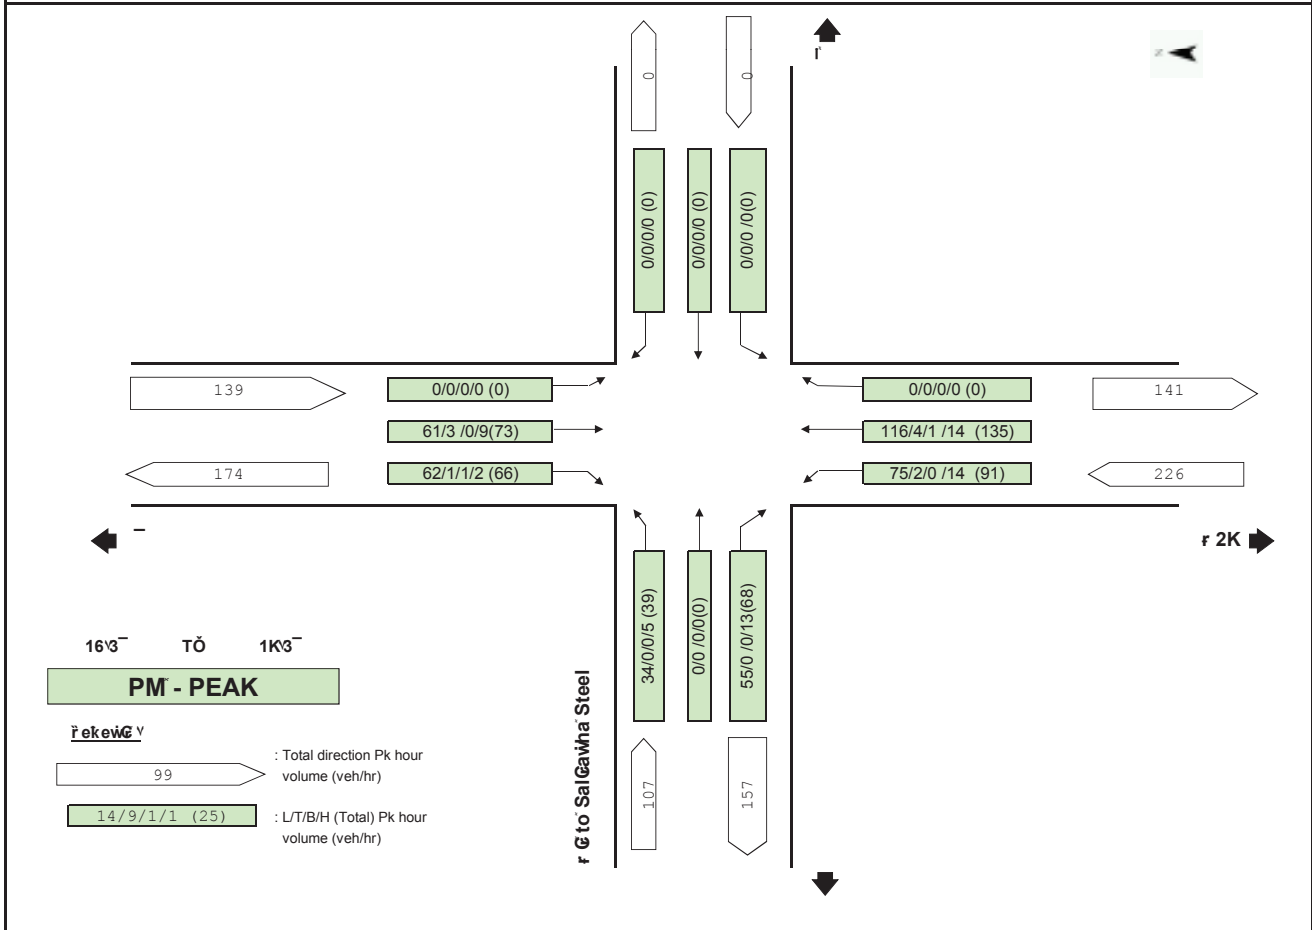 0
0
0/0/0/0 (0)
0/0/0/0 (0)
0/0/0 /0(0)
139
0/0/0/0 (0)
0/0/0/0 (0)
141
61/3 /0/9(73)
116/4/1 /14 (135)
174
62/1/1/2 (66)
75/2/0 /14 (91)
226
2K
34/0/0/5 (39)
0/0 /0/0(0)
55/0 /0/13(68)
PM - PEAK
: Total direction Pk hour
volume (veh/hr)
99
14/9/1/1 (25)
: L/T/B/H (Total) Pk hour
volume (veh/hr)
Steel
107
157